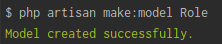 $ php artisan make:model Role
Model created successfully.